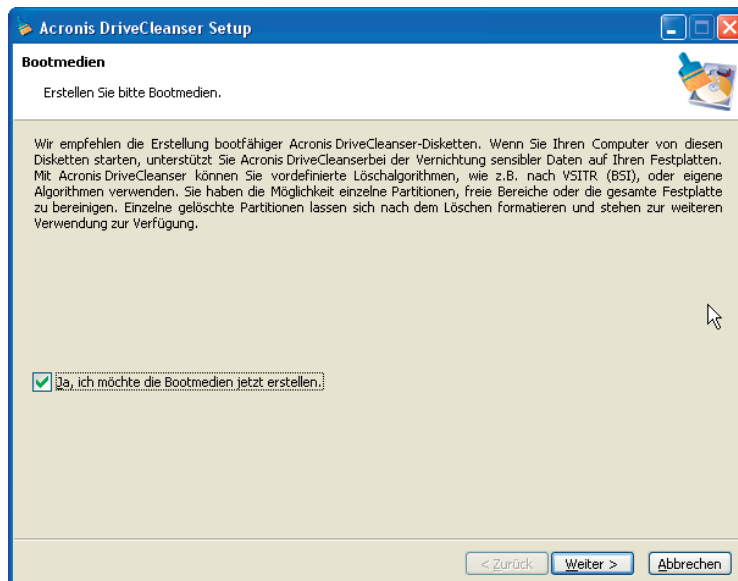 Acronis DriveCleanser Setup
Bootmedien
Erstellen Sie bitte Bootmedien.
Wir empfehlen die Erstellung bootfähiger Acronis DriveCleanser-Disketten. Wenn Sie Ihren Computer von diesen
Disketten starten, unterstützt Sie Acronis DriveCleanserbei der Vernichtung sensibler Daten auf Ihren Festplatten.
Mit Acronis DriveCleanser können Sie vordefinierte Löschalgorithmen, wie z.B. nach VSITR (BSI), oder eigene
Algorithmen verwenden. Sie haben die Möglichkeit einzelne Partitionen, freie Bereiche oder die gesamte Festplatte
zu bereinigen. Einzelne gelöschte Partitionen lassen sich nach dem Löschen formatieren und stehen zur weiteren
Verwendung zur Verfügung.
Ja, ich möchte die Bootmedien jetzt erstellen.
< Zurück Weiter > Abbrechen